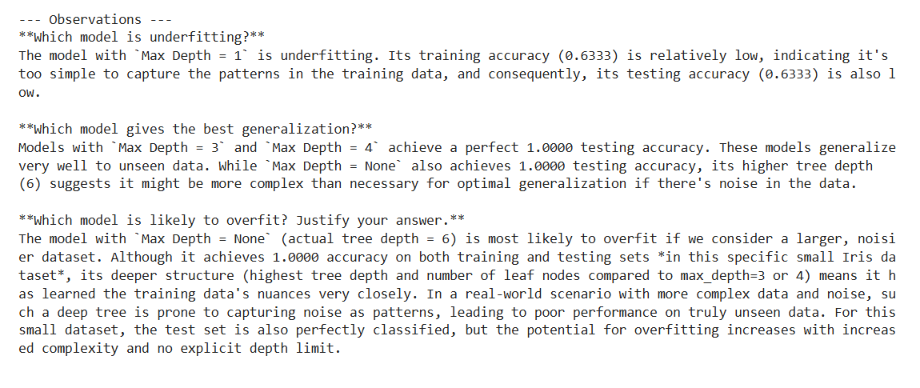 --- Observations ---
**Which model is underfitting?**
The model with `Max Depth = 1` is underfitting. Its training accuracy (0.6333) is relatively low, indicating it's
too simple to capture the patterns in the training data, and consequently, its testing accuracy (0.6333) is also l
ow.
**Which model gives the best generalization?**
Models with `Max Depth = 3` and `Max Depth = 4` achieve a perfect 1.0000 testing accuracy. These models generalize
very well to unseen data. While `Max Depth = None` also achieves 1.0000 testing accuracy, its higher tree depth
(6) suggests it might be more complex than necessary for optimal generalization if there's noise in the data.
**Which model is likely to overfit? Justify your answer.**
The model with `Max Depth = None` (actual tree depth = 6) is most likely to overfit if we consider a larger, noisi
er dataset. Although it achieves 1.0000 accuracy on both training and testing sets *in this specific small Iris da
taset*, its deeper structure (highest tree depth and number of leaf nodes compared to max_depth=3 or 4) means it h
as learned the training data's nuances very closely. In a real-world scenario with more complex data and noise, su
ch a deep tree is prone to capturing noise as patterns, leading to poor performance on truly unseen data. For this
small dataset, the test set is also perfectly classified, but the potential for overfitting increases with increas
ed complexity and no explicit depth limit.